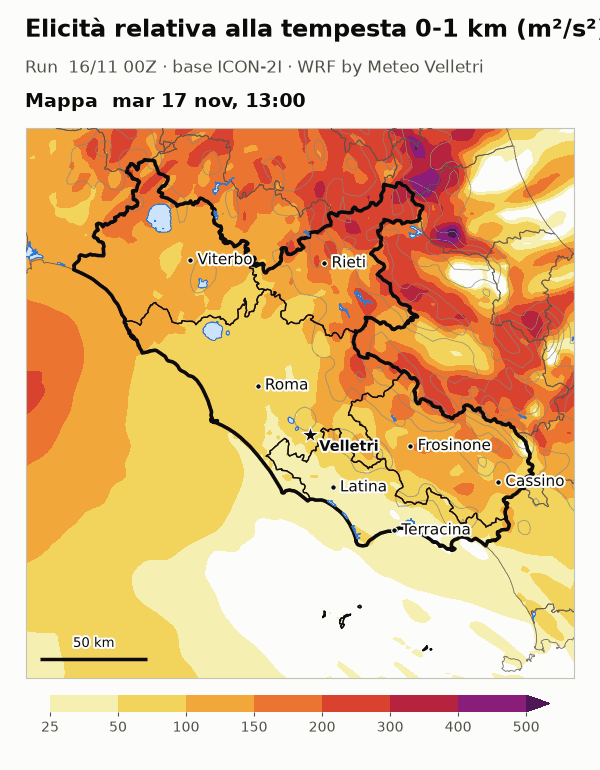 Elicità relativa alla tempesta 0-1 km (m²/s²)
Run 16/11 00Z · base ICON-2I · WRF by Meteo Velletri
Mappa mar 17 nov, 13:00
Viterbo
Rieti
Roma
Velletri
Frosinone
Cassino
Latina
Terracina
50 km
25 50 100 150 200 300 400 500